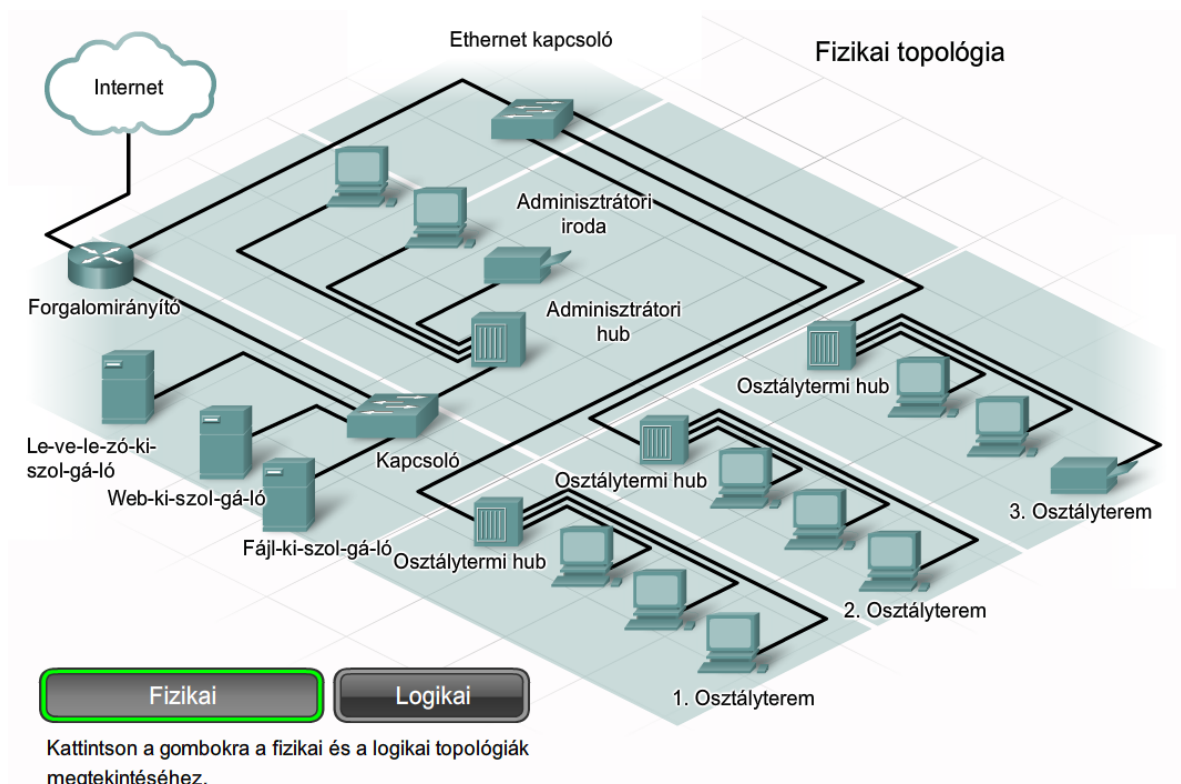 Ethernet kapcsoló
Fizikai topológia
Internet
Adminisztrátori
iroda
Forgalomirányító
Adminisztrátori
hub
Osztálytermi hub
Le-ve-le-zó-ki-
szol-gá-ló
Kapcsoló
Web-ki-szol-gá-ló
Osztálytermi hub
3. Osztályterem
Fájl-ki-szol-gá-ló
Osztálytermi hub
2. Osztályterem
1. Osztályterem
Fizikai
Logikai
Kattintson a gombokra a fizikai és a logikai topológiák
megtekintéséhez.